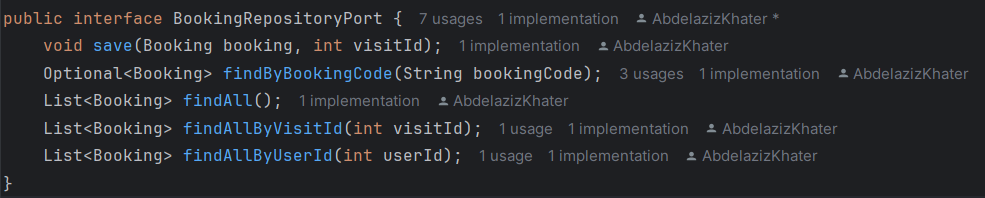 public interface BookingRepositoryPort { 7 usages 1 implementation AbdelazizKhater *
void save(Booking booking, int visitId); 1 implementation AbdelazizKhater
Optional<Booking> findByBookingCode(String bookingCode); 3 usages 1 implementation AbdelazizKhater
List<Booking> findAll(); 1 implementation AbdelazizKhater
List<Booking> findAllByVisitId(int visitId); 1 usage 1 implementation AbdelazizKhater
List<Booking> findAllByUserId(int userId); 1 usage 1 implementation AbdelazizKhater
}